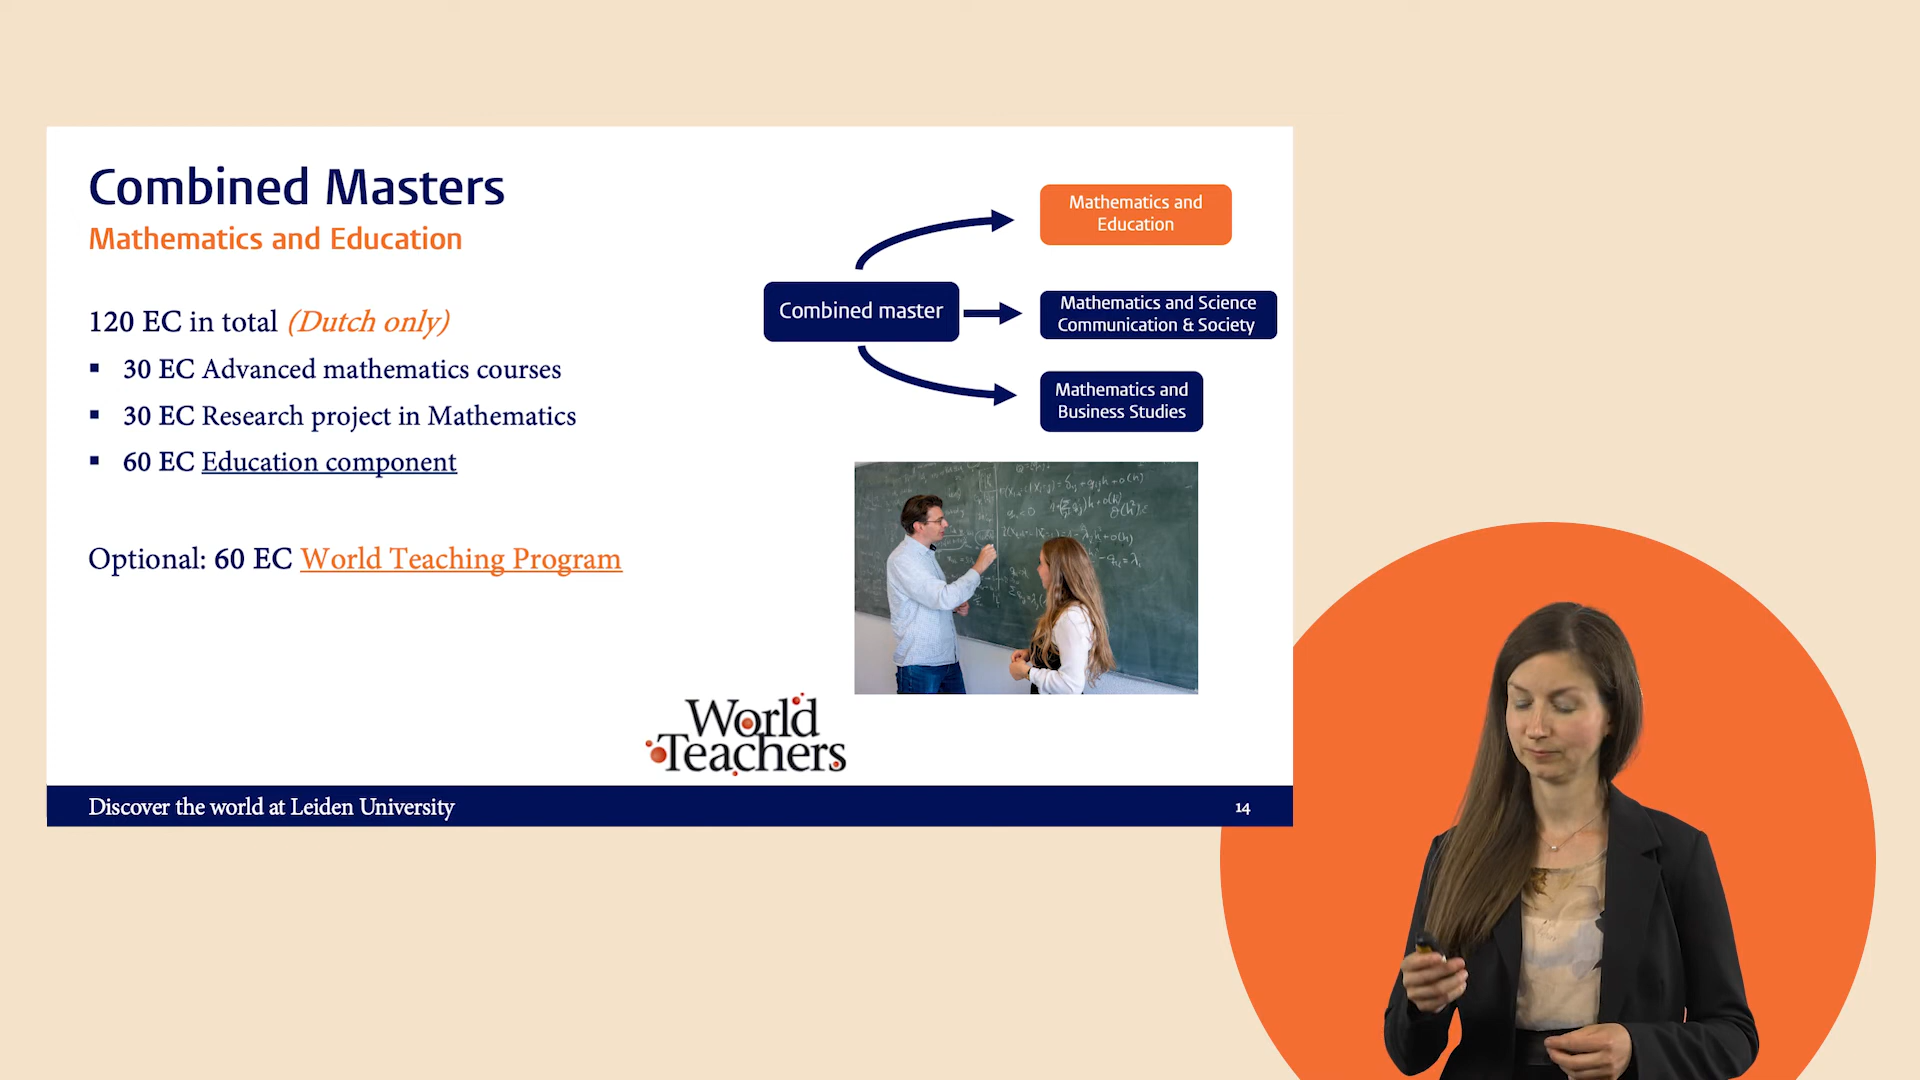 Combined Masters
Mathematics and Education
120 EC in total (Dutch only)
▪ 30 EC Advanced mathematics courses
▪ 30 EC Research project in Mathematics
▪ 60 EC Education component
Optional: 60 EC World Teaching Program
Combined master
Mathematics and
Education
Mathematics and Science
Communication & Society
Mathematics and
Business Studies
World
Teachers
Discover the world at Leiden University
14